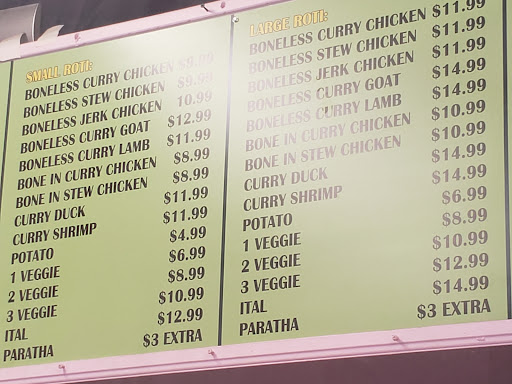 SMALL ROTI:
BONELESS CURRY CHICKEN $9.99
BONELESS STEW CHICKEN $9.99
BONELESS JERK CHICKEN 10.99
BONELESS CURRY GOAT $12.99
BONELESS CURRY LAMB $11.99
BONE IN CURRY CHICKEN $8.99
BONE IN STEW CHICKEN $8.99
CURRY DUCK $11.99
CURRY SHRIMP $11.99
POTATO $4.99
1 VEGGIE $6.99
2 VEGGIE $8.99
3 VEGGIE $10.99
ITAL $12.99
PARATHA $3 EXTRA
LARGE ROTI:
BONELESS CURRY CHICKEN $11.99
BONELESS STEW CHICKEN $11.99
BONELESS JERK CHICKEN $11.99
BONELESS CURRY GOAT $14.99
BONELESS CURRY LAMB $14.99
BONE IN CURRY CHICKEN $10.99
BONE IN STEW CHICKEN $10.99
CURRY DUCK $14.99
CURRY SHRIMP $14.99
POTATO $6.99
1 VEGGIE $8.99
2 VEGGIE $10.99
3 VEGGIE $12.99
ITAL $14.99
PARATHA $3 EXTRA